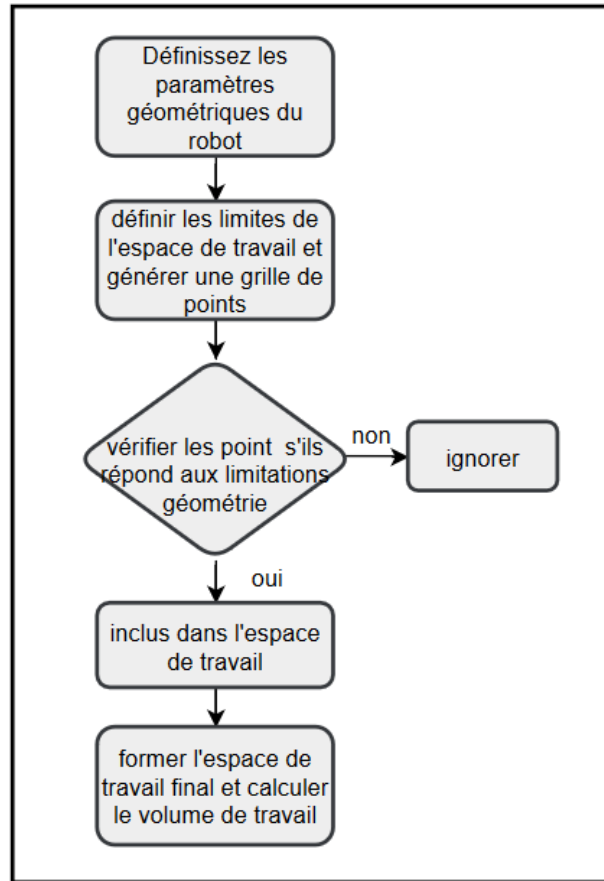 Définissez les
paramètres
géométriques du
robot
définir les limites de
l'espace de travail et
générer une grille de
points
vérifier les point s'ils
répond aux limitations
géométrie
non
ignorer
oui
inclus dans l'espace
de travail
former l'espace de
travail final et calculer
le volume de travail